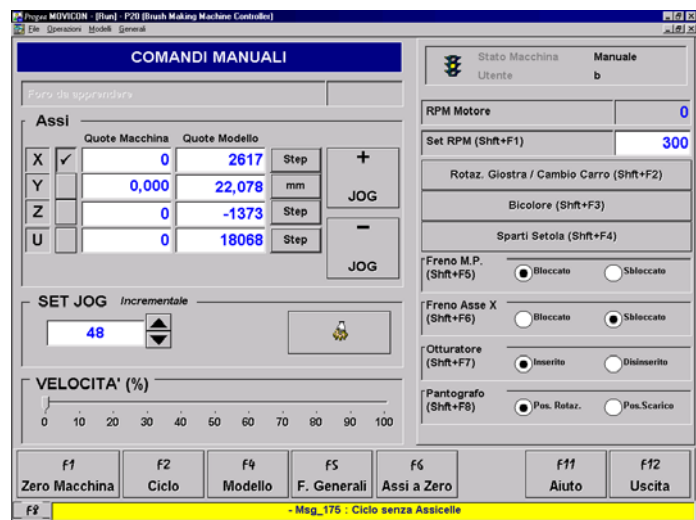 Progea MOVICON - [Run] - P20 (Brush Making Machine Controller)
File Operazioni Modelli Generali
COMANDI MANUALI
Foro da apprendere
Assi
Quote Macchina Quote Modello
X 0 2617 Step
Y 0,000 22,078 mm
Z 0 -1373 Step
U 0 18068 Step
+
JOG
−
JOG
SET JOG Incrementale
48
VELOCITA' (%)
0 10 20 30 40 50 60 70 80 90 100
Stato Macchina Manuale
Utente b
RPM Motore 0
Set RPM (Shft+F1) 300
Rotaz. Giostra / Cambio Carro (Shft+F2)
Bicolore (Shft+F3)
Sparti Setola (Shft+F4)
Freno M.P.
(Shft+F5) Bloccato Sbloccato
Freno Asse X
(Shft+F6) Bloccato Sbloccato
Otturatore
(Shft+F7) Inserito Disinserito
Pantografo
(Shft+F8) Pos. Rotaz. Pos.Scarico
F1 F2 F4 F5 F6 F11 F12
Zero Macchina Ciclo Modello F. Generali Assi a Zero Aiuto Uscita
F8 - Msg_175 : Ciclo senza Assicelle